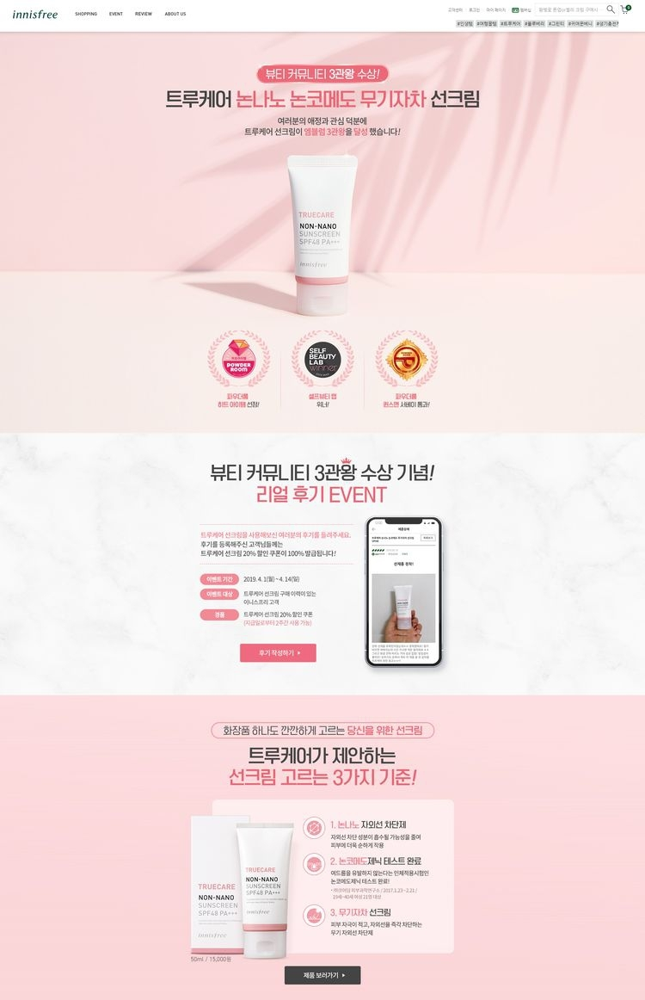 innisfree
SHOPPING EVENT REVIEW ABOUT US
고객센터 로그인 마이 페이지 멤버십
#인생템 #여행꿀템 #트루케어 #블루베리 #그린티 #귀여운베니
뷰티 커뮤니티 3관왕 수상!
트루케어 논나노 논코메도 무기자차 선크림
여러분의 애정과 관심 덕분에
트루케어 선크림이 엠블럼 3관왕을 달성 했습니다!
TRUECARE
NON-NANO
SUNSCREEN
SPF48 PA+++
innisfree
POWDER
ROOM
SELF
BEAUTY
LAB
winner
파우더룸
히트 아이템 선정!
셀프뷰티 랩
위너!
파우더룸
퀸스맨 서베이 통과!
뷰티 커뮤니티 3관왕 수상 기념!
리얼 후기 EVENT
트루케어 선크림을 사용해보신 여러분의 후기를 들려주세요.
후기를 등록해주신 고객님들께는
트루케어 선크림 20% 할인 쿠폰이 100% 발급됩니다!
이벤트 기간 2019. 4. 1(월) ~ 4. 14(일)
이벤트 대상 트루케어 선크림 구매 이력이 있는
이니스프리 고객
경품 트루케어 선크림 20% 할인 쿠폰
(지급일로부터 2주간 사용 가능)
후기 작성하기
선재품 정착!
화장품 하나도 깐깐하게 고르는 당신을 위한 선크림
트루케어가 제안하는
선크림 고르는 3가지 기준!
1. 논나노 자외선 차단제
자외선 차단 성분이 흡수될 가능성을 줄여
피부에 더욱 순하게 작용
2. 논코메도제닉 테스트 완료
여드름을 유발하지 않는다는 인체적용시험인
논코메도제닉 테스트 완료!
19세~40세 여성 21명 대상
3. 무기자차 선크림
피부 자극이 적고, 자외선을 즉각 차단하는
무기 자외선 차단제
TRUECARE
NON-NANO
SUNSCREEN
SPF48 PA+++
innisfree
TRUECARE
NON-NANO
SUNSCREEN
SPF48 PA+++
innisfree
50ml / 15,000원
제품 보러가기